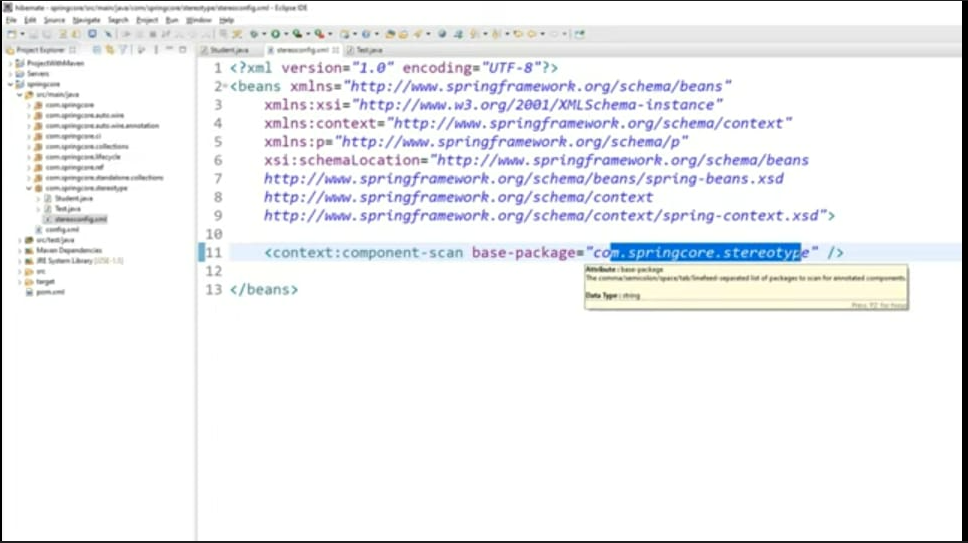 hibernate - springcore/src/main/java/com/springcore/stereotype/stereoconfig.xml - Eclipse IDE
File Edit Source Navigate Search Project Run Window Help
Project Explorer
Student.java stereoconfig.xml Test.java
ProjectWithMaven
Servers
springcore
src/main/java
com.springcore
com.springcore.auto.wire
com.springcore.auto.wire.annotation
com.springcore.ci
com.springcore.collections
com.springcore.lifecycle
com.springcore.ref
com.springcore.standalone.collections
com.springcore.stereotype
Student.java
Test.java
stereoconfig.xml
config.xml
src/test/java
Maven Dependencies
JRE System Library [J2SE-1.5]
src
target
pom.xml
1 <?xml version="1.0" encoding="UTF-8"?>
2 <beans xmlns="http://www.springframework.org/schema/beans"
3 xmlns:xsi="http://www.w3.org/2001/XMLSchema-instance"
4 xmlns:context="http://www.springframework.org/schema/context"
5 xmlns:p="http://www.springframework.org/schema/p"
6 xsi:schemaLocation="http://www.springframework.org/schema/beans
7 http://www.springframework.org/schema/beans/spring-beans.xsd
8 http://www.springframework.org/schema/context
9 http://www.springframework.org/schema/context/spring-context.xsd">
10
11 <context:component-scan base-package="com.springcore.stereotype" />
12
13 </beans>
Attribute : base-package
The comma/semicolon/space/tab/linefeed-separated list of packages to scan for annotated components.
Data Type : string
Press 'F2' for focus